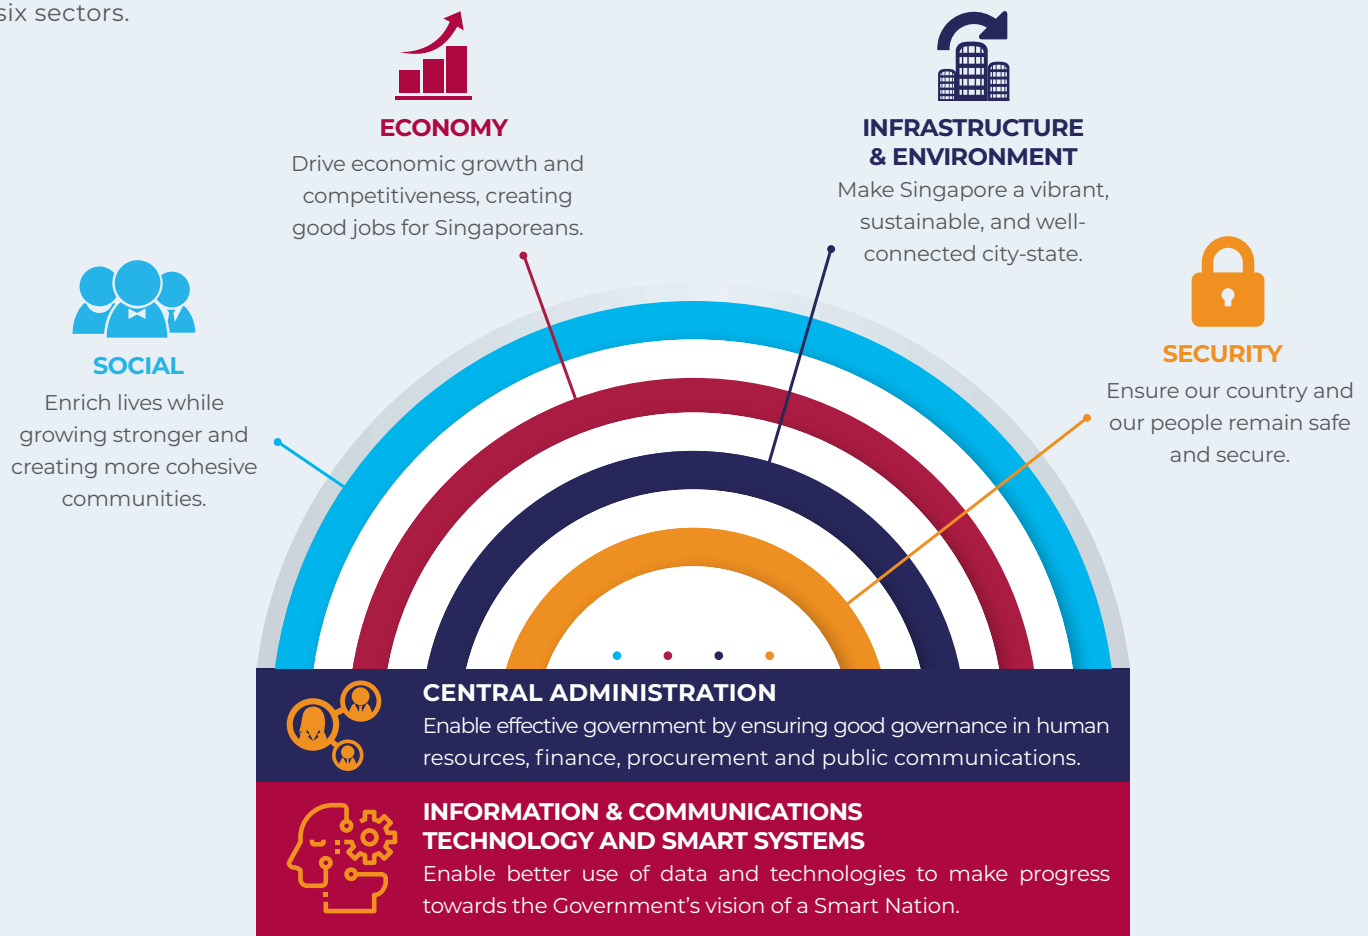 six sectors.
ECONOMY
Drive economic growth and
competitiveness, creating
good jobs for Singaporeans.
INFRASTRUCTURE
& ENVIRONMENT
Make Singapore a vibrant,
sustainable, and well-
connected city-state.
SOCIAL
Enrich lives while
growing stronger and
creating more cohesive
communities.
SECURITY
Ensure our country and
our people remain safe
and secure.
CENTRAL ADMINISTRATION
Enable effective government by ensuring good governance in human
resources, finance, procurement and public communications.
INFORMATION & COMMUNICATIONS
TECHNOLOGY AND SMART SYSTEMS
Enable better use of data and technologies to make progress
towards the Government’s vision of a Smart Nation.